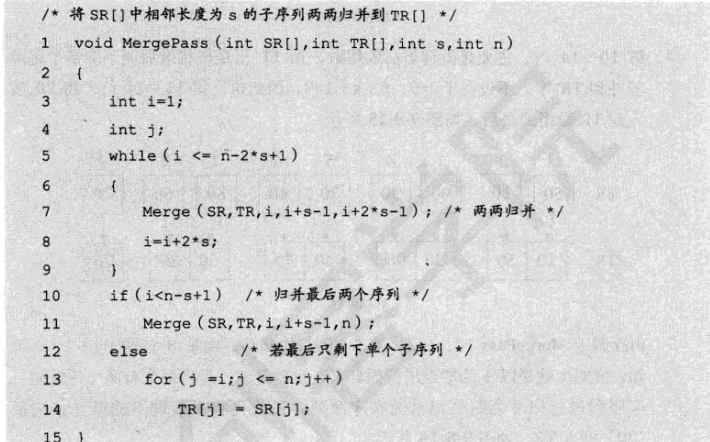 /* 将 SR[]中相邻长度为 s 的子序列两两归并到 TR[] */
1 void MergePass(int SR[],int TR[],int s,int n)
2 {
3 int i=1;
4 int j;
5 while(i <= n-2*s+1)
6 {
7 Merge(SR,TR,i,i+s-1,i+2*s-1); /* 两两归并 */
8 i=i+2*s;
9 }
10 if(i<n-s+1) /* 归并最后两个序列 */
11 Merge(SR,TR,i,i+s-1,n);
12 else /* 若最后只剩下单个子序列 */
13 for(j =i;j <= n;j++)
14 TR[j] = SR[j];
15 }